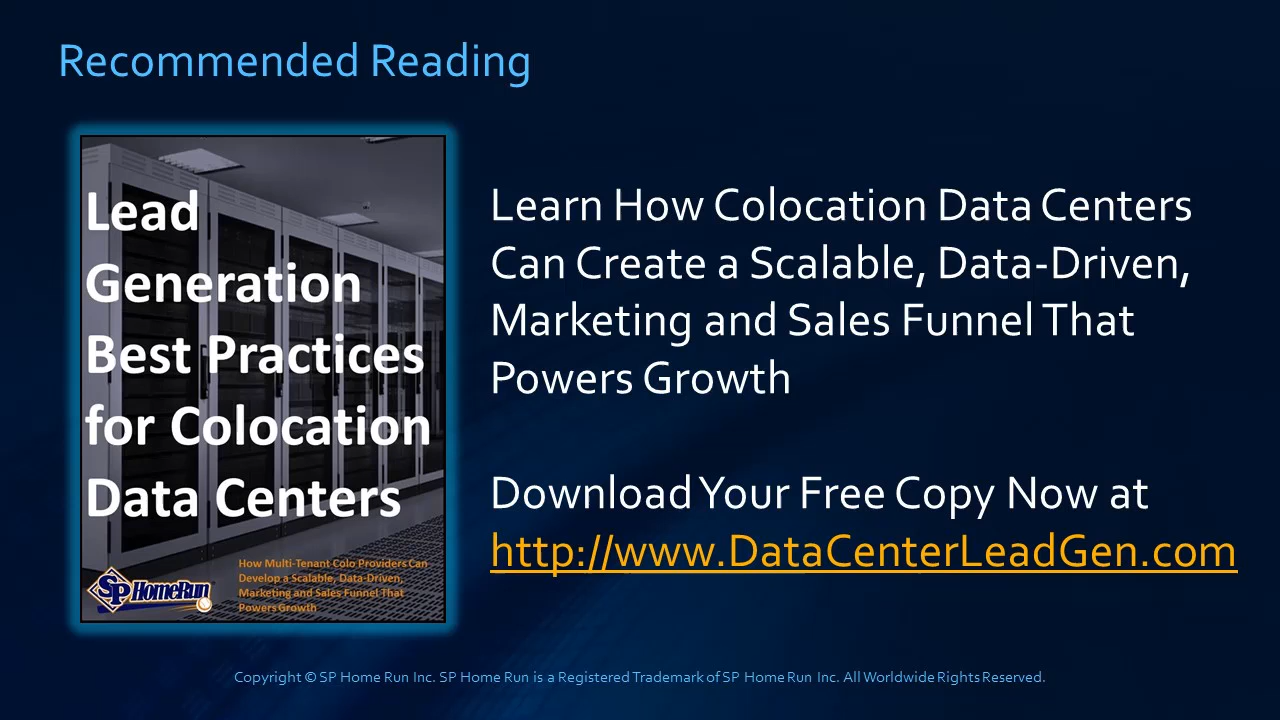 Recommended Reading
Lead
Generation
Best Practices
for Colocation
Data Centers
SP HomeRun
How Multi-Tenant Colo Providers Can
Develop a Scalable, Data-Driven,
Marketing and Sales Funnel That
Powers Growth
Learn How Colocation Data Centers
Can Create a Scalable, Data-Driven,
Marketing and Sales Funnel That
Powers Growth
Download Your Free Copy Now at
http://www.DataCenterLeadGen.com
Copyright © SP Home Run Inc. SP Home Run is a Registered Trademark of SP Home Run Inc. All Worldwide Rights Reserved.